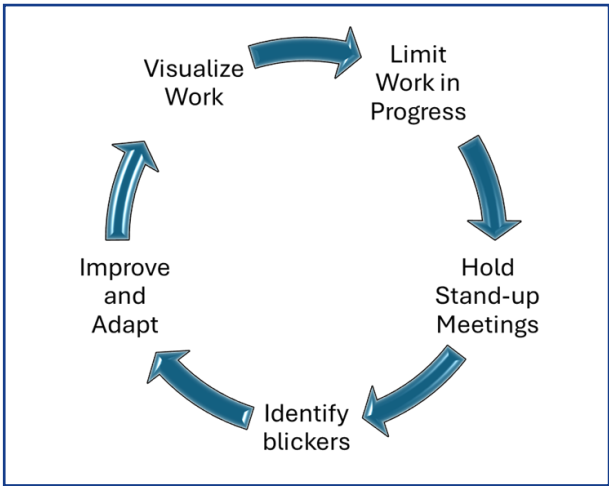 Visualize
Work
Limit
Work in
Progress
Hold
Stand-up
Meetings
Identify
blickers
Improve
and
Adapt